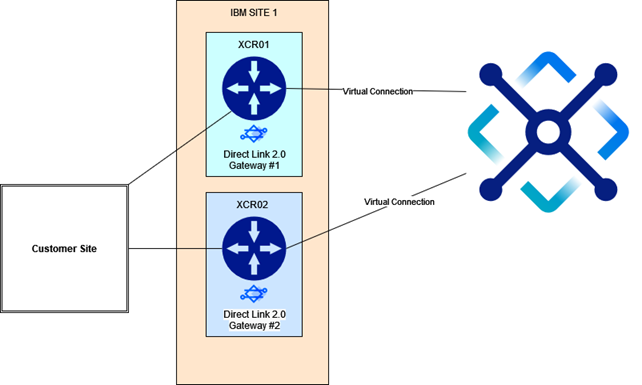 IBM SITE 1
XCR01
Direct Link 2.0
Gateway #1
Virtual Connection
XCR02
Virtual Connection
Customer Site
Direct Link 2.0
Gateway #2